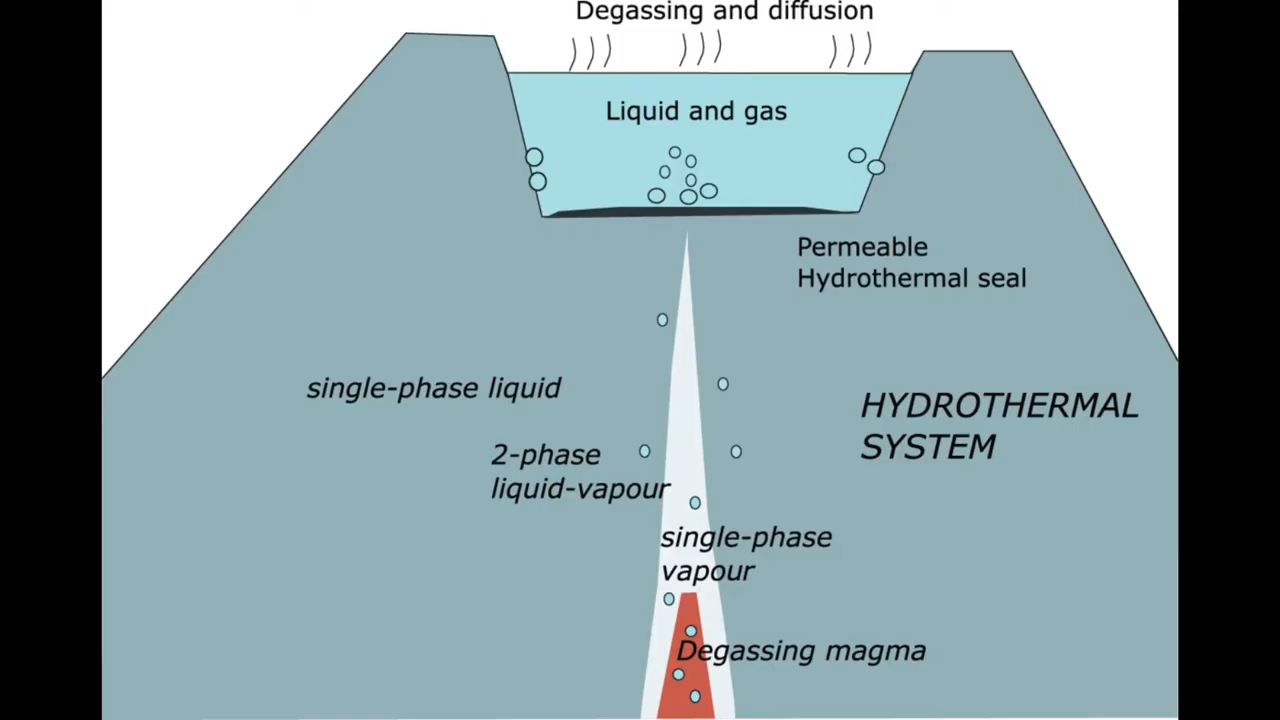 Degassing and diffusion
Liquid and gas
Permeable
Hydrothermal seal
single-phase liquid
HYDROTHERMAL
SYSTEM
2-phase
liquid-vapour
single-phase
vapour
Degassing magma